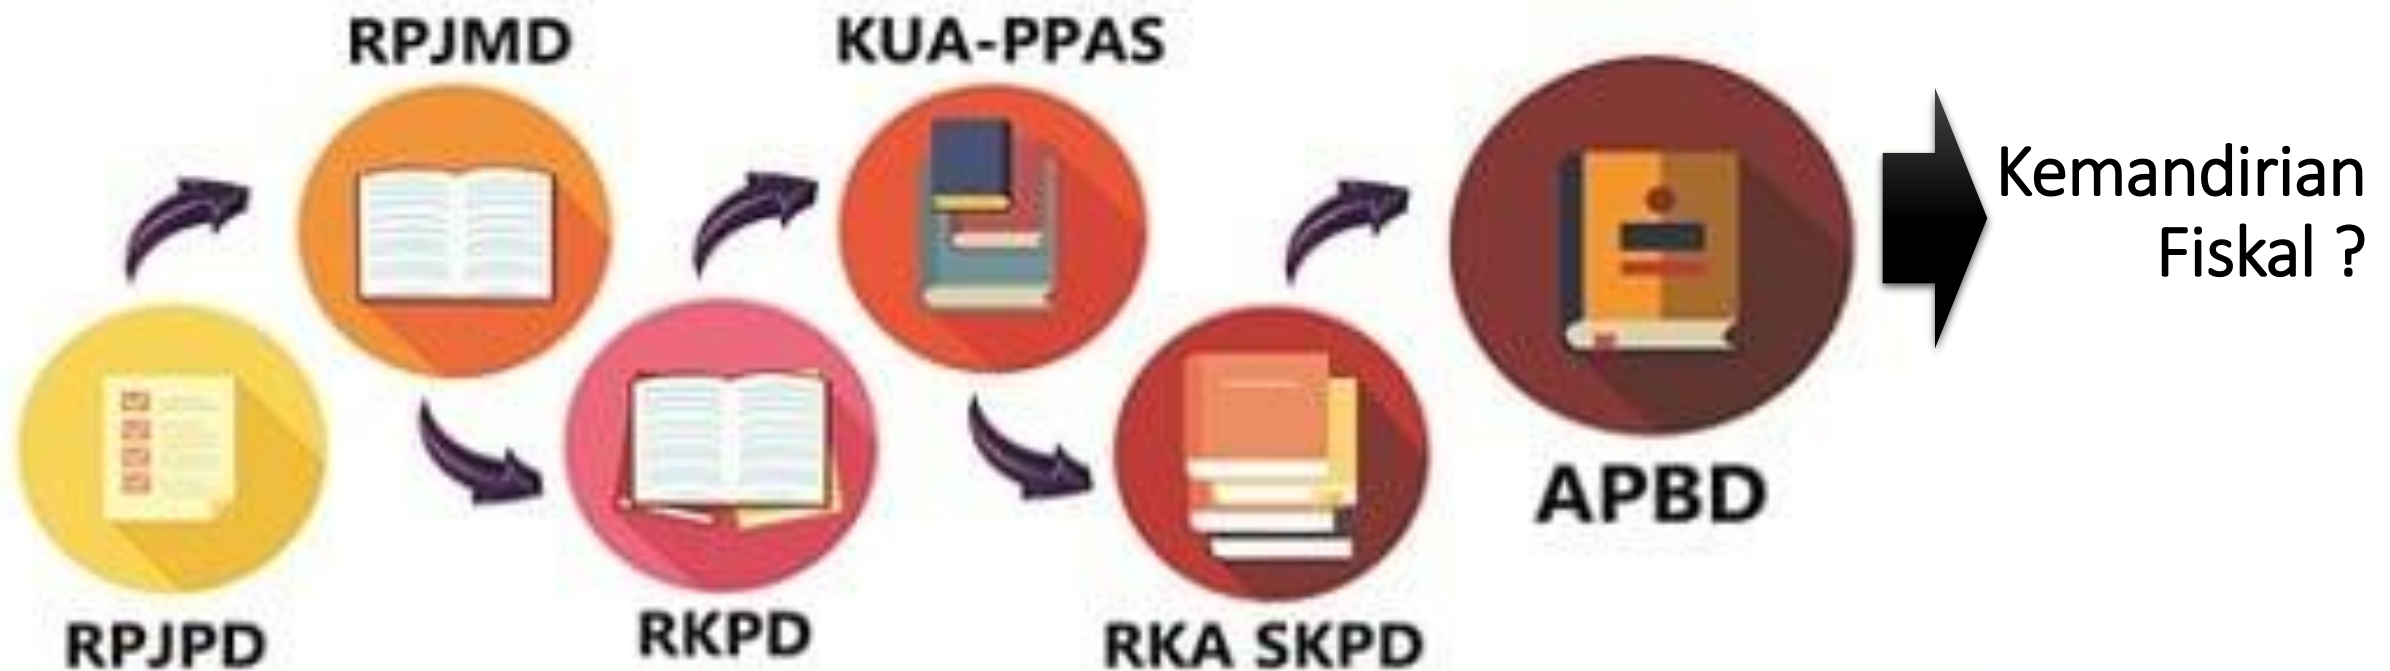 RPJPD
RPJMD
RKPD
KUA-PPAS
RKA SKPD
APBD
Kemandirian
Fiskal ?